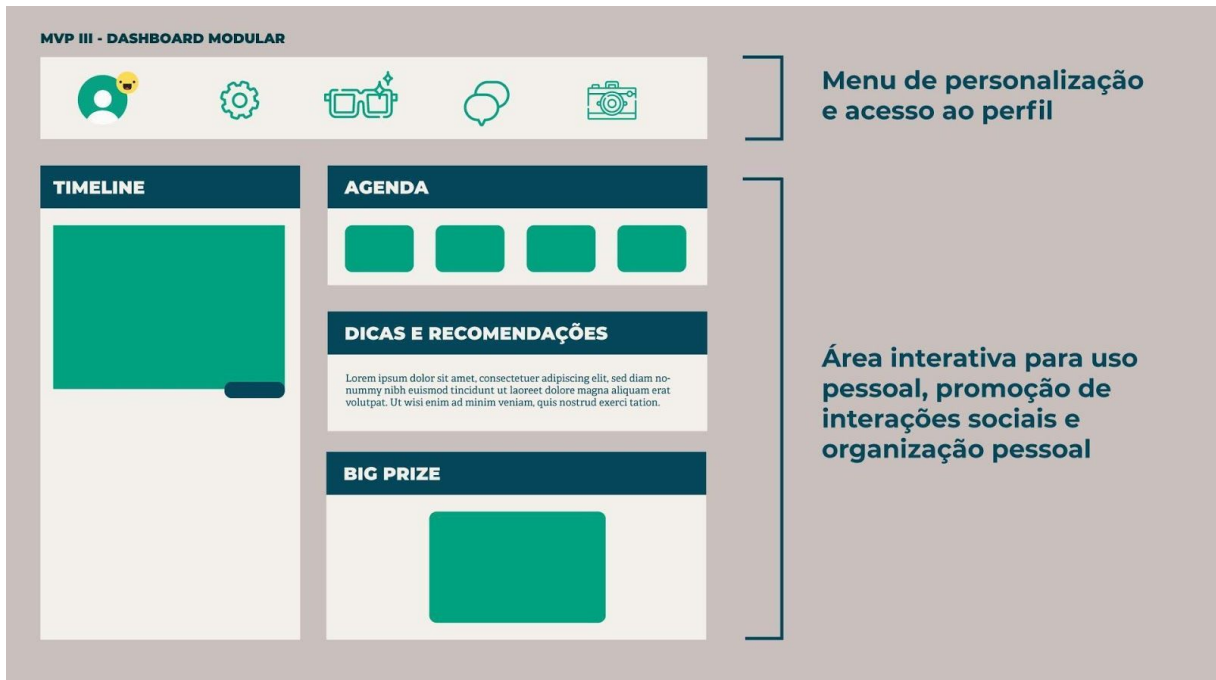 MVP III - DASHBOARD MODULAR
Menu de personalização
e acesso ao perfil
TIMELINE
AGENDA
DICAS E RECOMENDAÇÕES
Lorem ipsum dolor sit amet, consectetuer adipiscing elit, sed diam no-
nummy nibh euismod tincidunt ut laoreet dolore magna aliquam erat
volutpat. Ut wisi enim ad minim veniam, quis nostrud exerci tation.
BIG PRIZE
Área interativa para uso
pessoal, promoção de
interações sociais e
organização pessoal